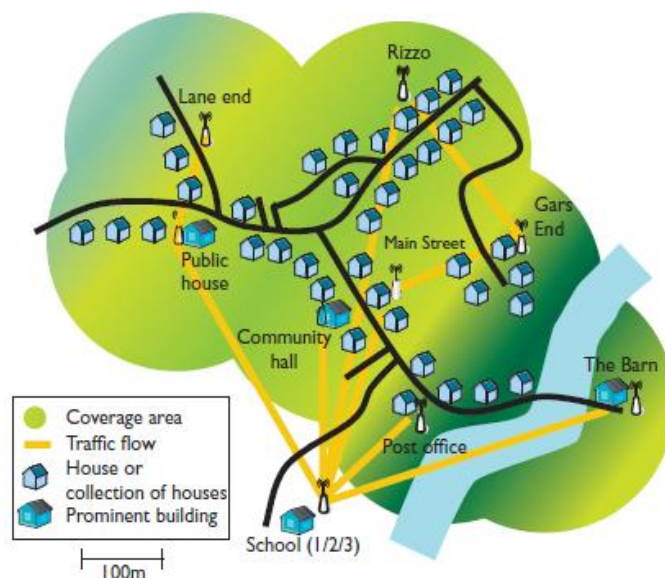 Rizzo
Lane end
Gars
End
Main Street
Public
house
Community
hall
The Barn
Post office
Coverage area
Traffic flow
House or
collection of houses
Prominent building
School (1/2/3)
100m